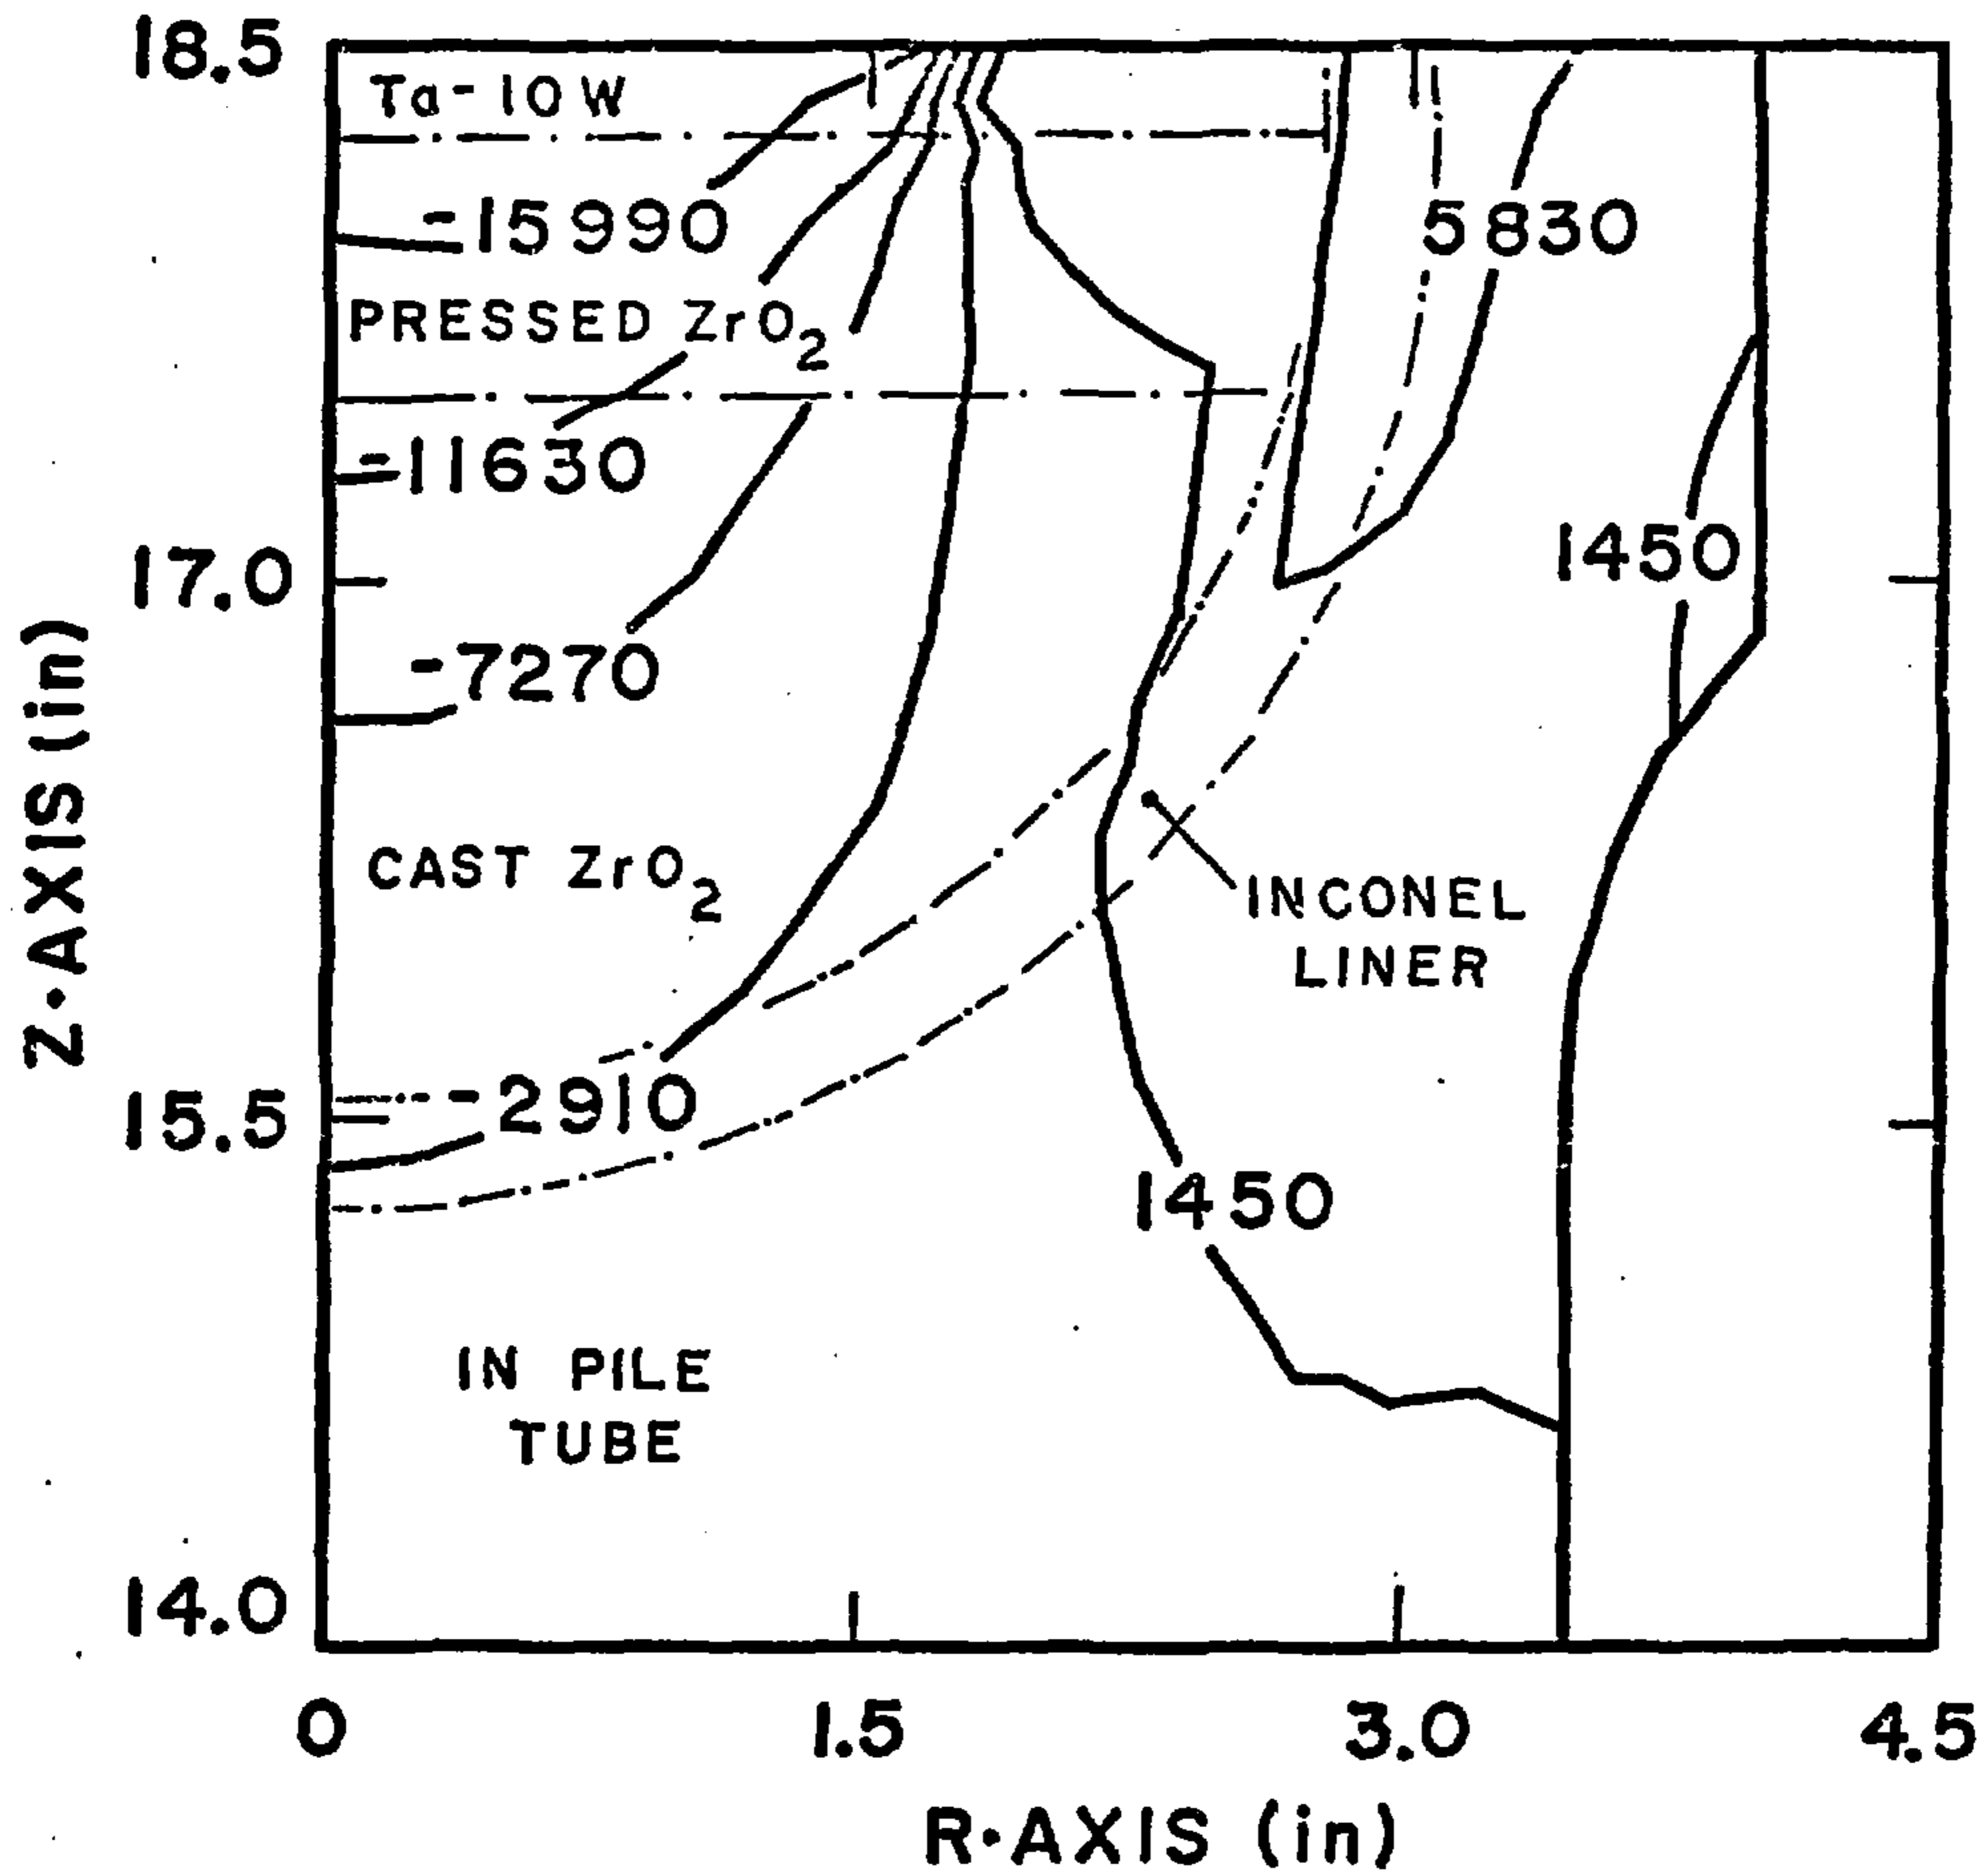 18.5
Ta-10W
-15990
5830
PRESSED ZrO2
-11630
17.0
1450
-7270
CAST ZrO2
INCONEL
LINER
15.5
-2910
1450
IN PILE
TUBE
14.0
0 1.5 3.0 4.5
R·AXIS (in)
Z·AXIS (in)